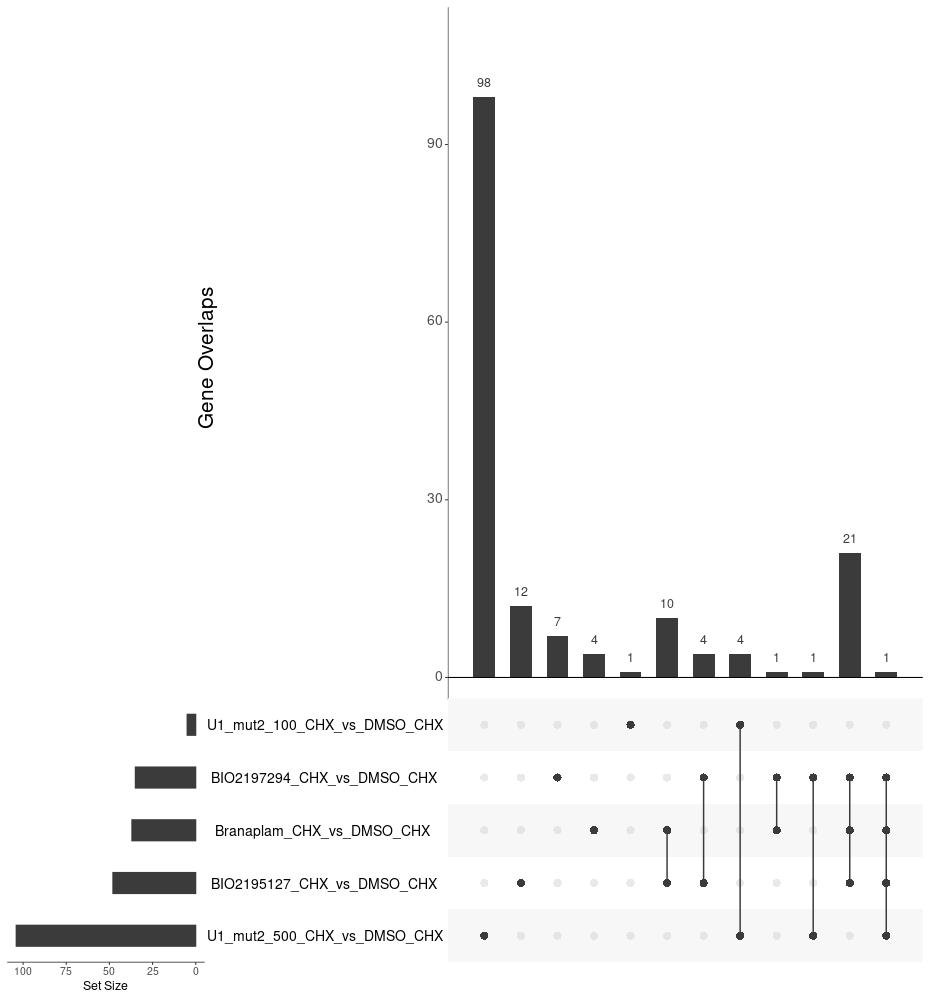 98
90
60
30
0
12
7
4
1
10
4
4
1
1
21
1
Gene Overlaps
U1_mut2_100_CHX_vs_DMSO_CHX
BIO2197294_CHX_vs_DMSO_CHX
Branaplam_CHX_vs_DMSO_CHX
BIO2195127_CHX_vs_DMSO_CHX
U1_mut2_500_CHX_vs_DMSO_CHX
100 75 50 25 0
Set Size